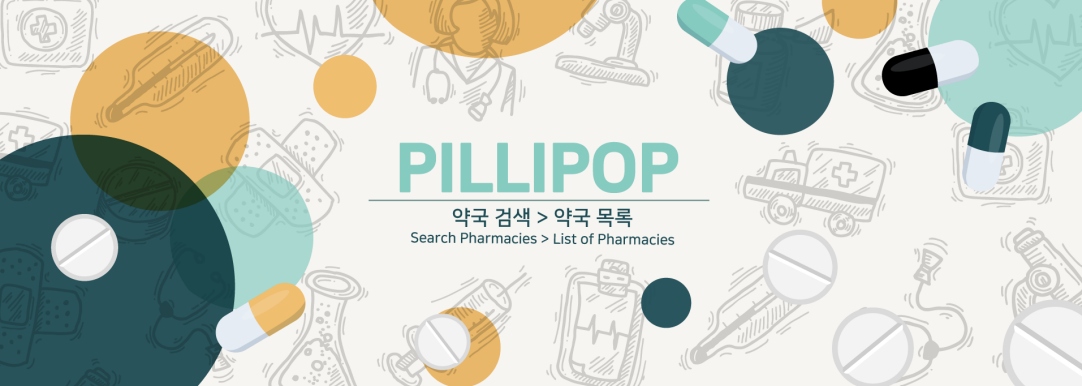 PILLIPOP
약국 검색 > 약국 목록
Search Pharmacies > List of Pharmacies